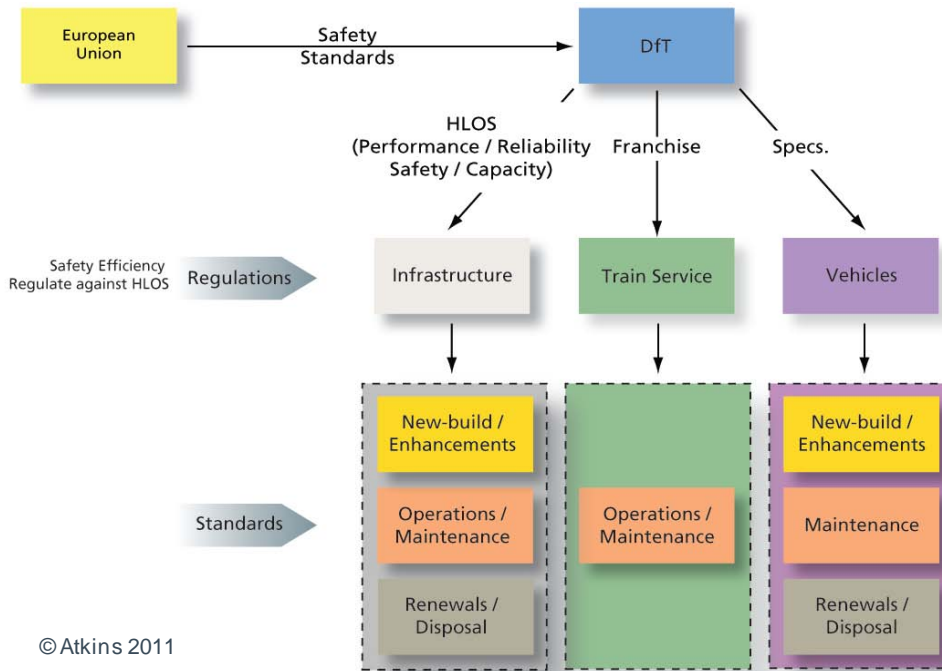 European
Union
Safety
Standards
DfT
HLOS
(Performance / Reliability
Safety / Capacity)
Franchise
Specs.
Safety Efficiency
Regulate against HLOS
Regulations
Infrastructure
Train Service
Vehicles
New-build /
Enhancements
New-build /
Enhancements
Standards
Operations /
Maintenance
Operations /
Maintenance
Maintenance
Renewals /
Disposal
Renewals /
Disposal
©Atkins 2011